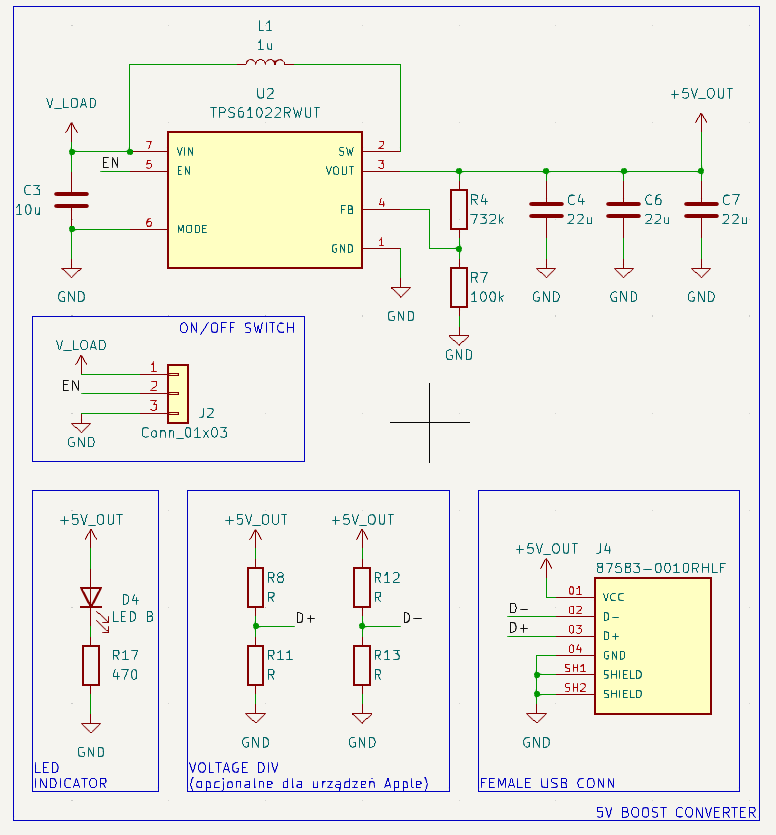 L1
1u
U2
TPS61022RWUT
V_LOAD
+5V_OUT
7 VIN SW 2
EN 5 EN VOUT 3
C3
10u
4 FB
6 MODE
GND 1
R4
732k
C4
22u
C6
22u
C7
22u
R7
100k
GND
GND
GND
GND
GND
GND
ON/OFF SWITCH
V_LOAD
1
EN 2
3
GND
J2
Conn_01x03
+5V_OUT
D4
LED B
R17
470
GND
LED
INDICATOR
+5V_OUT
+5V_OUT
R8
R
R12
R
D+
D-
R11
R
R13
R
GND
GND
VOLTAGE DIV
(opcjonalne dla urządzeń Apple)
+5V_OUT
J4
875B3-0010RHLF
01 VCC
D- 02 D-
D+ 03 D+
04 GND
SH1 SHIELD
SH2 SHIELD
GND
FEMALE USB CONN
5V BOOST CONVERTER